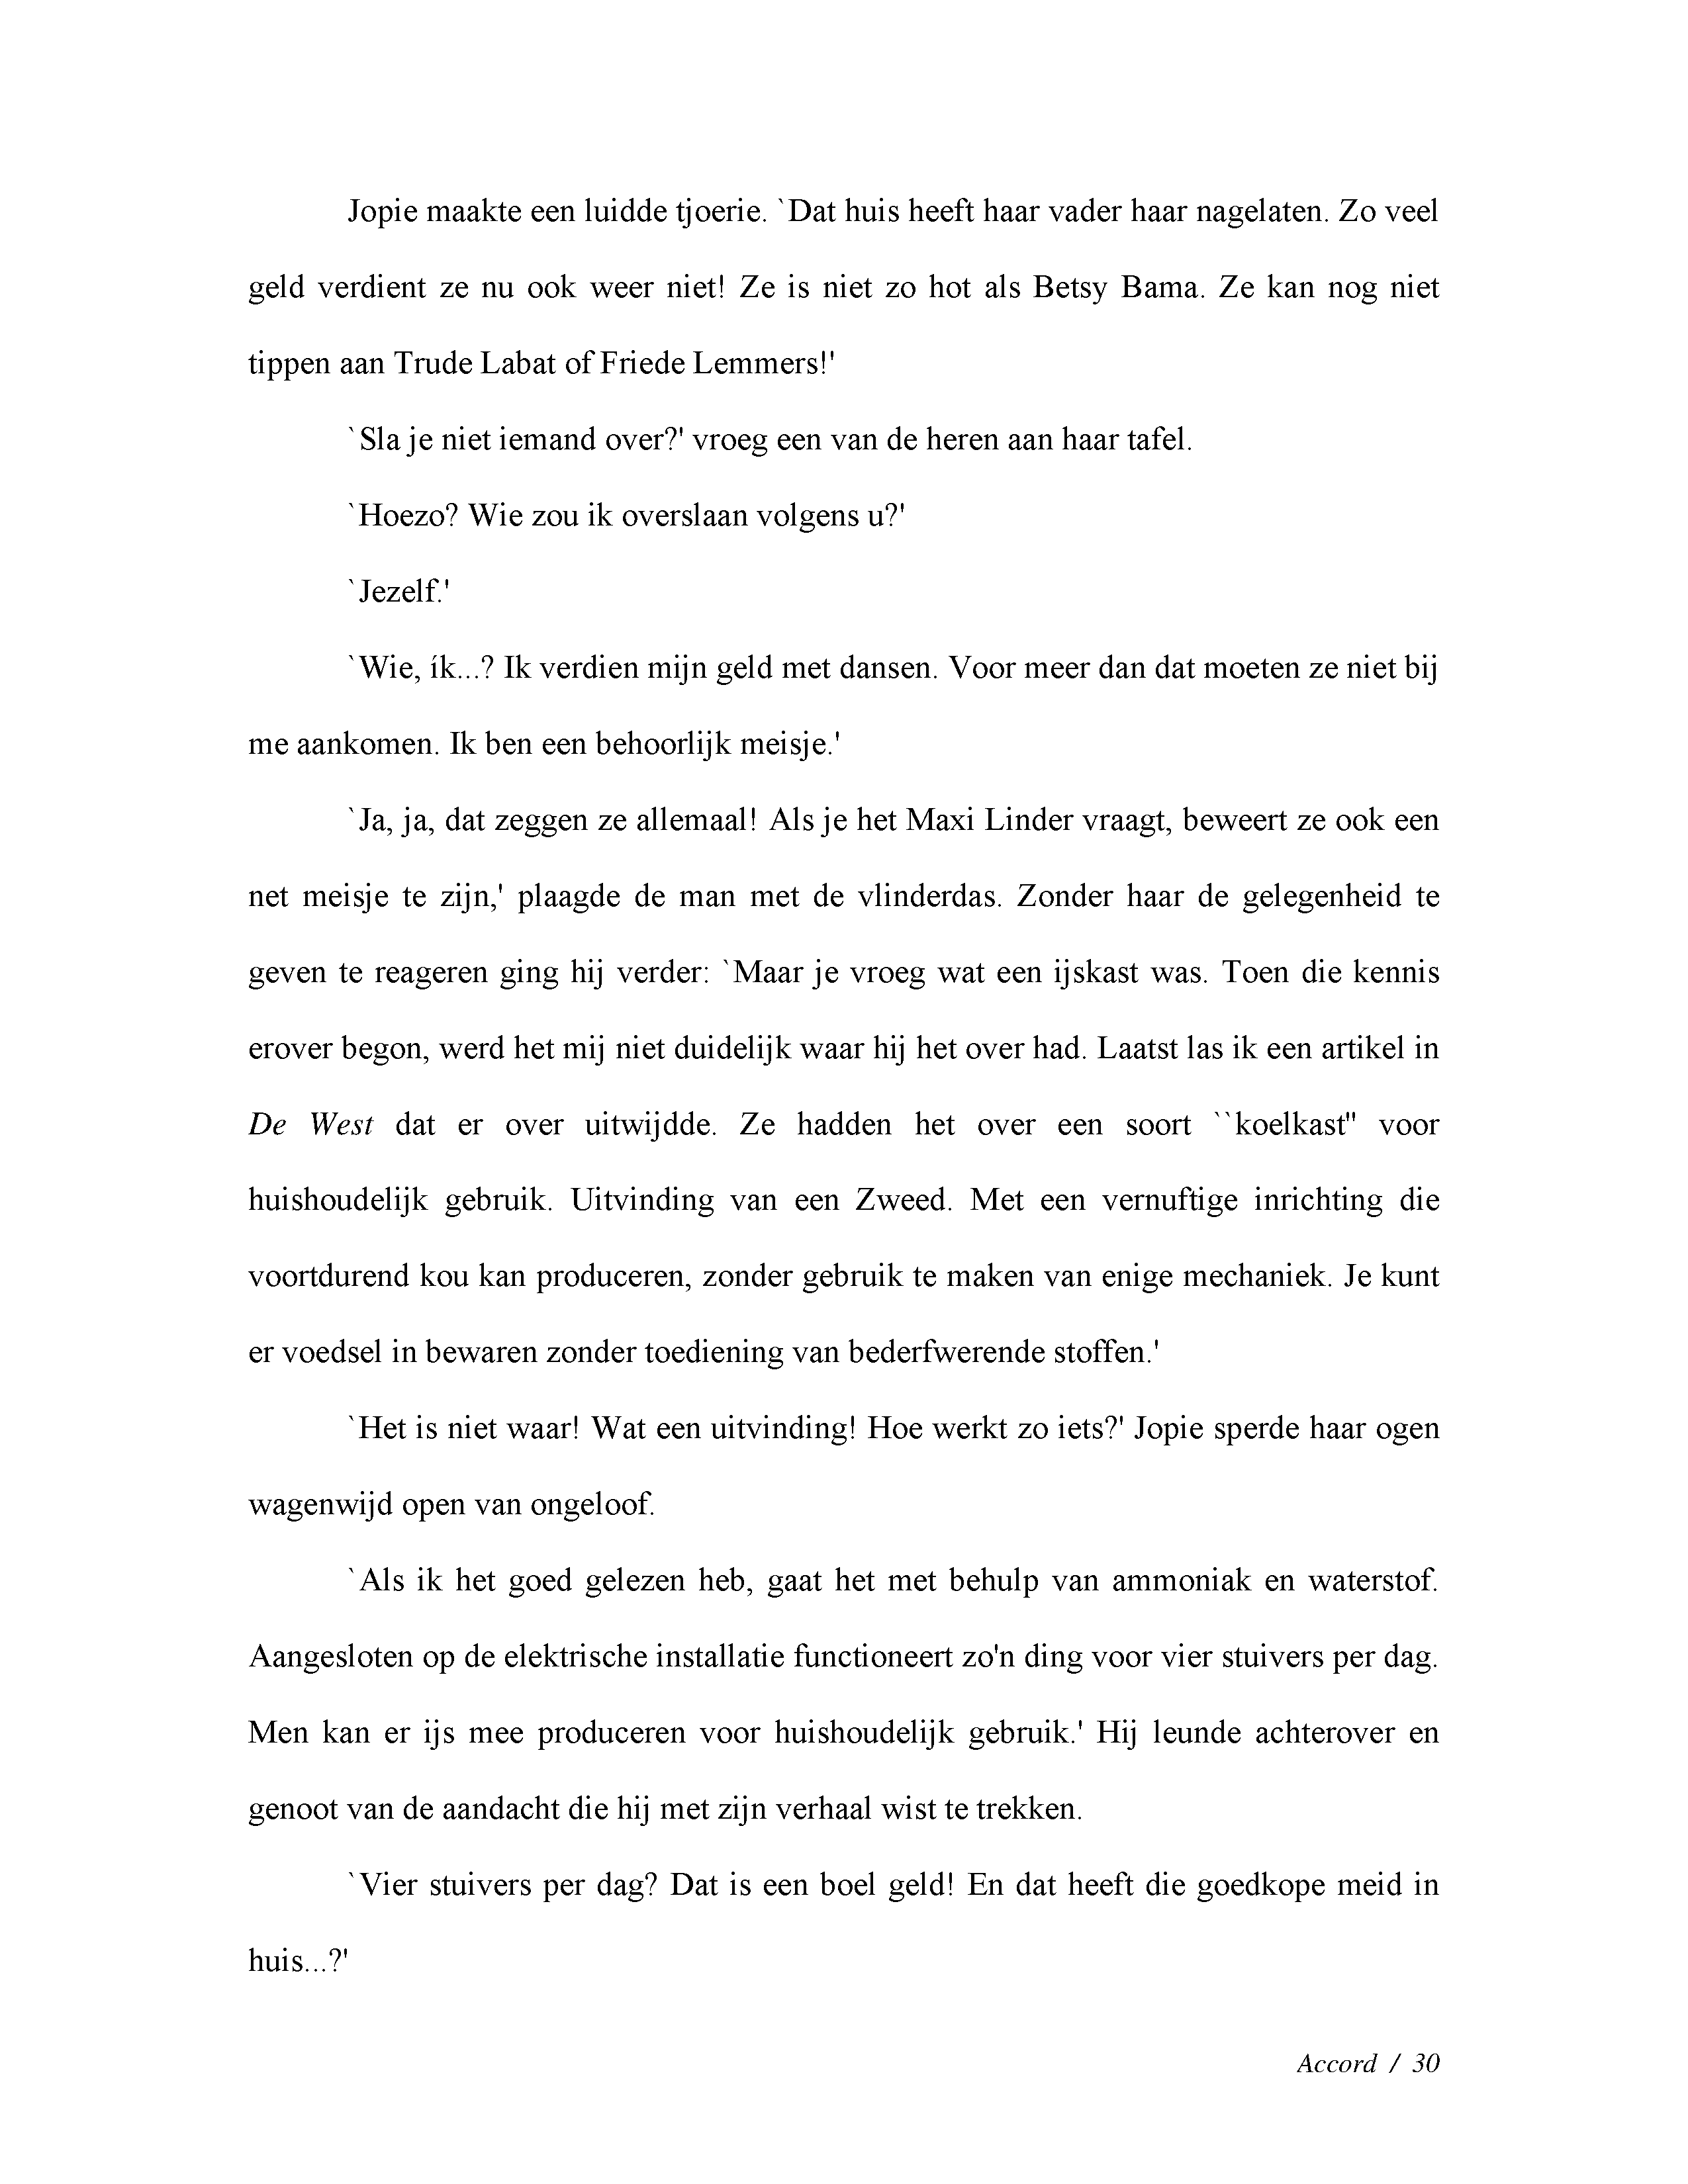 Jopie maakte een luidde tjoerie. `Dat huis heeft haar vader haar nagelaten. Zo veel
geld verdient ze nu ook weer niet! Ze is niet zo hot als Betsy Bama. Ze kan nog niet
tippen aan Trude Labat of Friede Lemmers!'
`Sla je niet iemand over?' vroeg een van de heren aan haar tafel.
`Hoezo? Wie zou ik overslaan volgens u?'
`Jezelf.'
`Wie, ík...? Ik verdien mijn geld met dansen. Voor meer dan dat moeten ze niet bij
me aankomen. Ik ben een behoorlijk meisje.'
`Ja, ja, dat zeggen ze allemaal! Als je het Maxi Linder vraagt, beweert ze ook een
net meisje te zijn,' plaagde de man met de vlinderdas. Zonder haar de gelegenheid te
geven te reageren ging hij verder: `Maar je vroeg wat een ijskast was. Toen die kennis
erover begon, werd het mij niet duidelijk waar hij het over had. Laatst las ik een artikel in
De West dat er over uitwijdde. Ze hadden het over een soort ``koelkast" voor
huishoudelijk gebruik. Uitvinding van een Zweed. Met een vernuftige inrichting die
voortdurend kou kan produceren, zonder gebruik te maken van enige mechaniek. Je kunt
er voedsel in bewaren zonder toediening van bederfwerende stoffen.'
`Het is niet waar! Wat een uitvinding! Hoe werkt zo iets?' Jopie sperde haar ogen
wagenwijd open van ongeloof.
`Als ik het goed gelezen heb, gaat het met behulp van ammoniak en waterstof.
Aangesloten op de elektrische installatie functioneert zo'n ding voor vier stuivers per dag.
Men kan er ijs mee produceren voor huishoudelijk gebruik.' Hij leunde achterover en
genoot van de aandacht die hij met zijn verhaal wist te trekken.
`Vier stuivers per dag? Dat is een boel geld! En dat heeft die goedkope meid in
huis...?'
Accord / 30